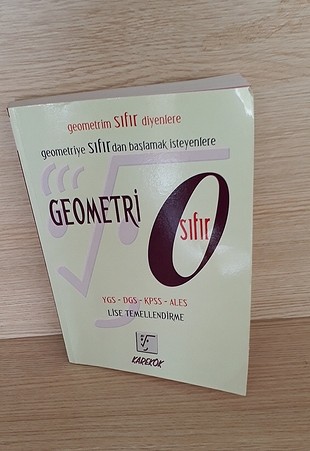 geometrim sıfır diyenlere
geometriye sıfırdan başlamak isteyenlere
GEOMETRİ
0
sıfır
YGS - DGS - KPSS - ALES
LİSE TEMELLENDİRME
KAREKÖK